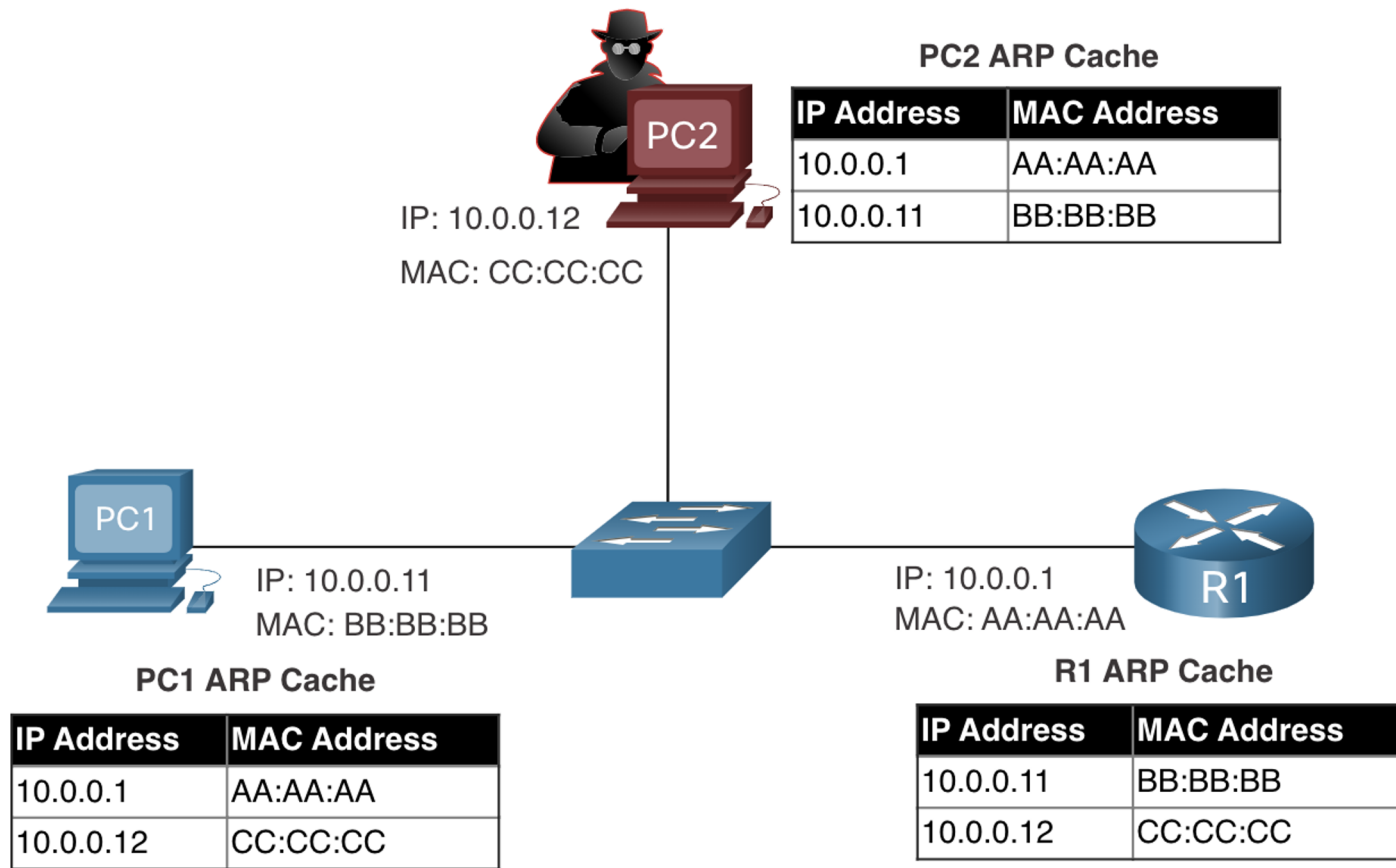 PC2 ARP Cache
IP Address MAC Address
10.0.0.1 AA:AA:AA
10.0.0.11 BB:BB:BB
PC2
IP: 10.0.0.12
MAC: CC:CC:CC
PC1
IP: 10.0.0.11
MAC: BB:BB:BB
IP: 10.0.0.1
MAC: AA:AA:AA
R1
PC1 ARP Cache
IP Address MAC Address
10.0.0.1 AA:AA:AA
10.0.0.12 CC:CC:CC
R1 ARP Cache
IP Address MAC Address
10.0.0.11 BB:BB:BB
10.0.0.12 CC:CC:CC